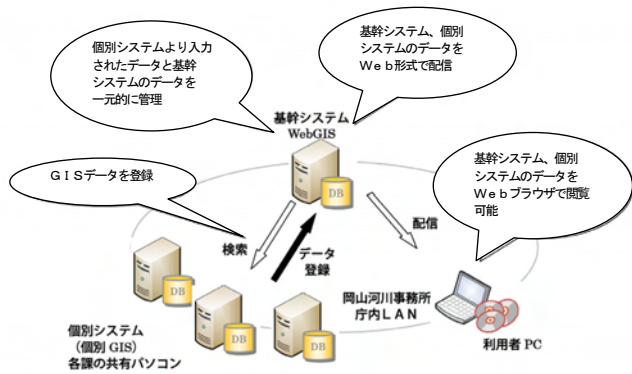 個別システムより入力
されたデータと基幹
システムのデータを
一元的に管理
基幹システム、個別
システムのデータを
Ｗｅｂ形式で配信
基幹システム
WebGIS
ＧＩＳデータを登録
基幹システム、個別
システムのデータを
Ｗｅｂブラウザで閲覧
可能
DB
配信
検索
データ
登録
DB
DB
DB
岡山河川事務所
庁内ＬＡＮ
個別システム
（個別 GIS）
各課の共有パソコン
利用者 PC